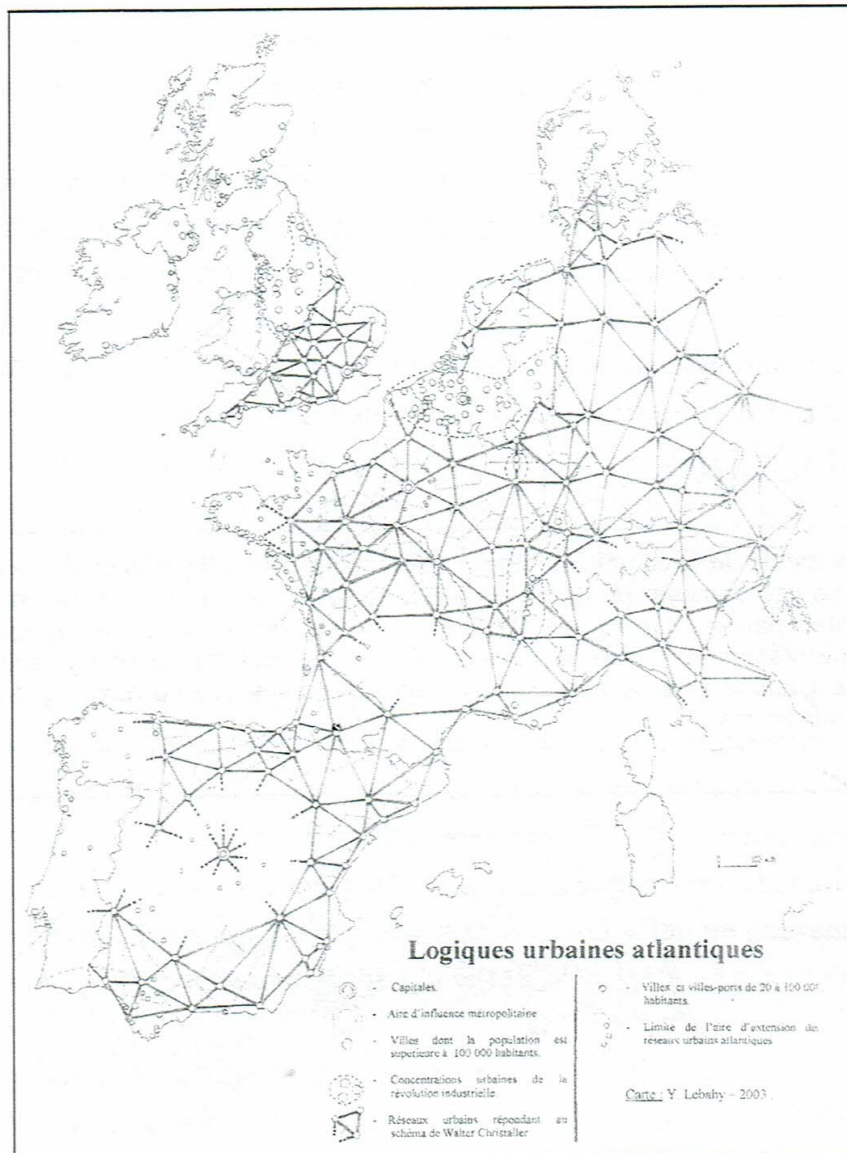 Logiques urbaines atlantiques
- Capitales.
- Aire d'influence métropolitaine
- Villes dont la population est
supérieure à 100 000 habitants.
- Concentrations urbaines de la
révolution industrielle.
- Réseaux urbains répondant au
schéma de Walter Christaller
- Villes et villes-ports de 20 à 100 000
habitants.
- Limite de l'aire d'extension des
réseaux urbains atlantiques
Carte : Y. Lebahy – 2003.